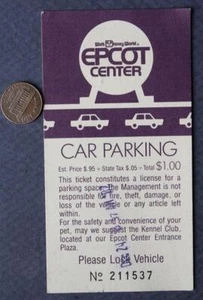 Walt Disney World
EPCOT
CENTER
CAR PARKING
Est. Price $.95 + State Tax $.05 = Total $1.00
This ticket constitutes a license for a
parking space, the Management is not
responsible for fire, theft, damage, or
loss of the vehicle or any article left
within.
For the safety and convenience of your
pet, may we suggest the Kennel Club,
located at our Epcot Center Entrance
Plaza.
Please Lock Vehicle
No 211537